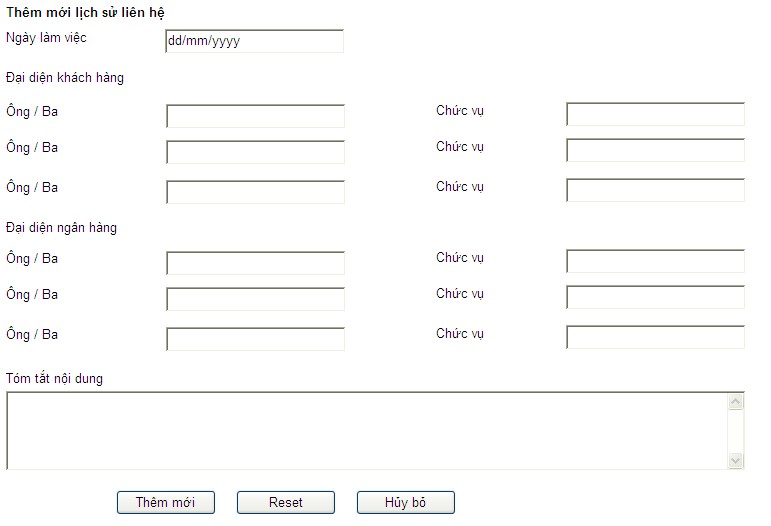 Thêm mới lịch sử liên hệ
Ngày làm việc dd/mm/yyyy
Đại diện khách hàng
Ông / Ba Chức vụ
Ông / Ba Chức vụ
Ông / Ba Chức vụ
Đại diện ngân hàng
Ông / Ba Chức vụ
Ông / Ba Chức vụ
Ông / Ba Chức vụ
Tóm tắt nội dung
Thêm mới Reset Hủy bỏ